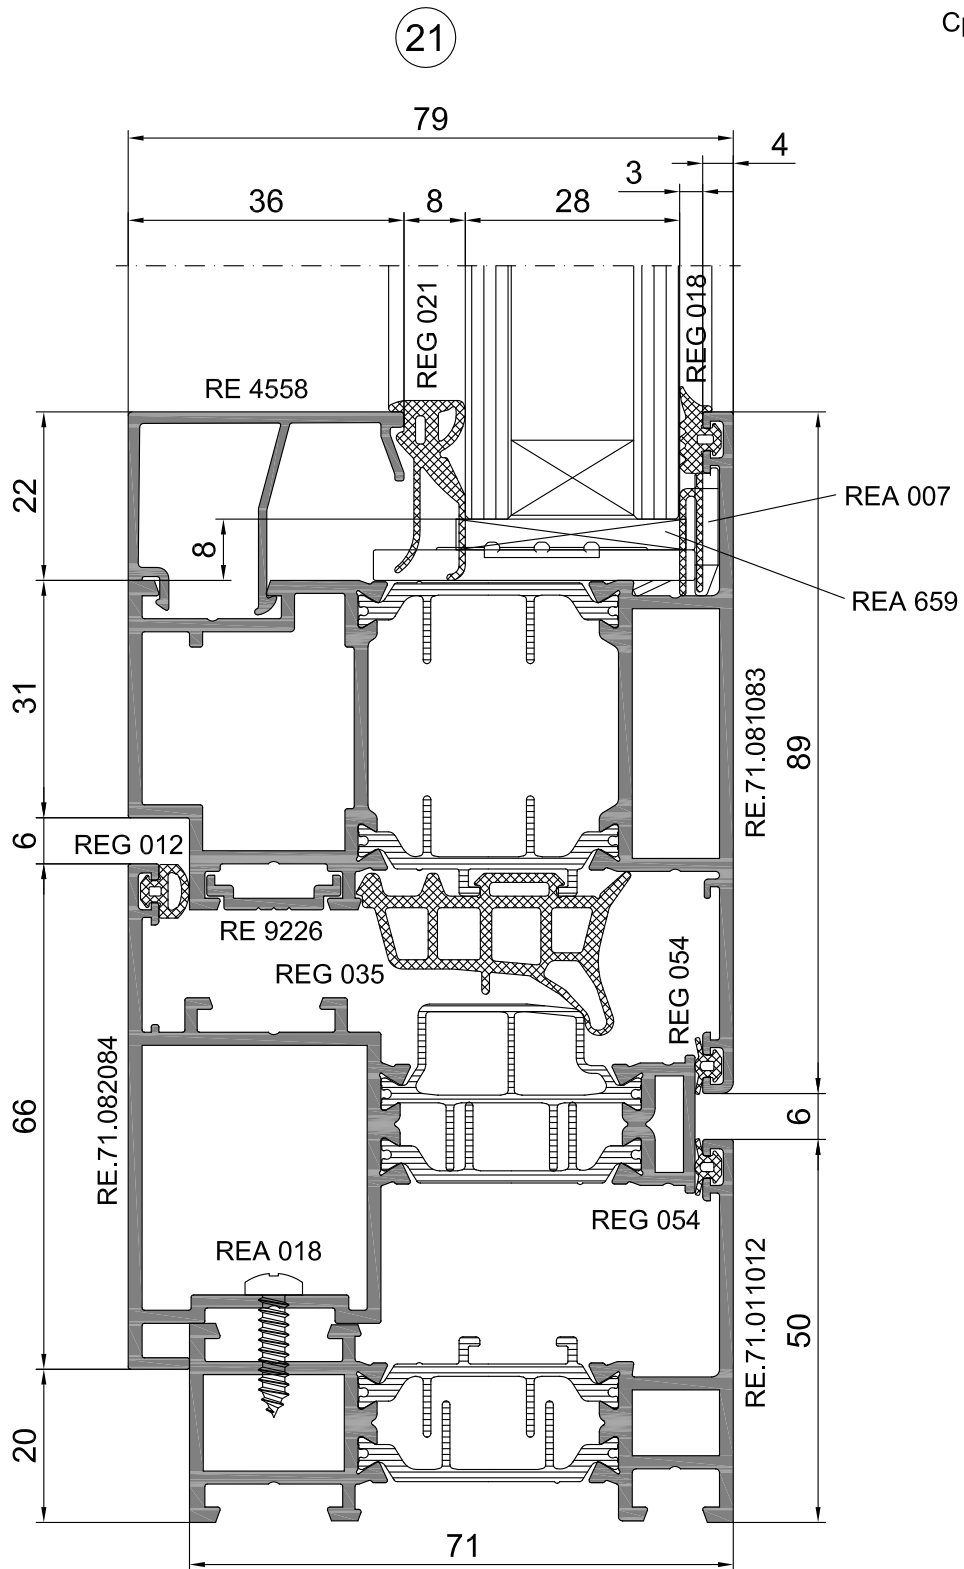 21
Ср
79
4
3
36
8
28
REG 021
REG 018
RE 4558
22
8
REA 007
REA 659
31
RE.71.081083
89
6
REG 012
RE 9226
REG 035
REG 054
RE.71.082084
66
6
REG 054
REA 018
RE.71.011012
50
20
71